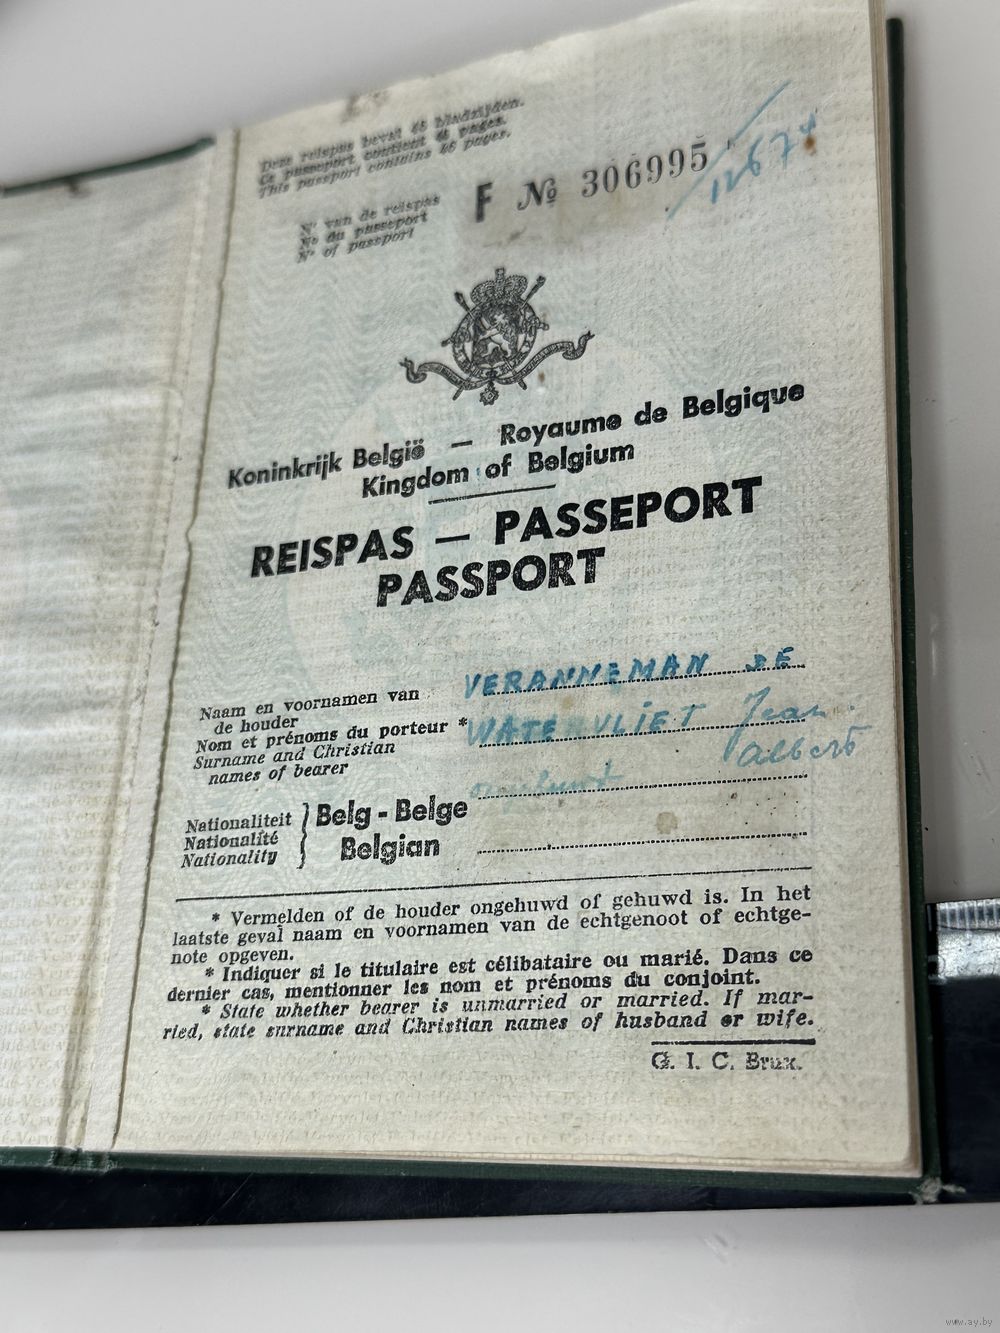 Deze reispas bevat 48 bladzijden.
Ce passeport contient 48 pages.
This passport contains 48 pages.
Nr van de reispas
No du passeport
No of passport
F № 306995
Koninkrijk België — Royaume de Belgique
Kingdom of Belgium
REISPAS — PASSEPORT
PASSPORT
Naam en voornamen van
de houder
Nom et prénoms du porteur *
Surname and Christian
names of bearer
VERANNEMAN DE
WATERVLIET Jean
Albert
Nationaliteit
Nationalité
Nationality
Belg - Belge
Belgian
* Vermelden of de houder ongehuwd of gehuwd is. In het
laatste geval naam en voornamen van de echtgenoot of echtge-
note opgeven.
* Indiquer si le titulaire est célibataire ou marié. Dans ce
dernier cas, mentionner les nom et prénoms du conjoint.
* State whether bearer is unmarried or married. If mar-
ried, state surname and Christian names of husband or wife.
G. I. C. Brux.
www.ay.by